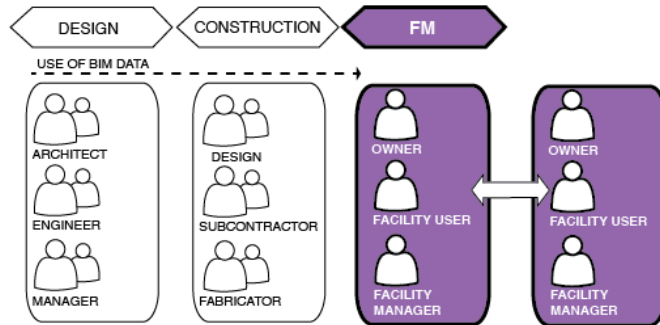 DESIGN
CONSTRUCTION
FM
USE OF BIM DATA
ARCHITECT
ENGINEER
MANAGER
DESIGN
SUBCONTRACTOR
FABRICATOR
OWNER
FACILITY USER
FACILITY
MANAGER
OWNER
FACILITY USER
FACILITY
MANAGER